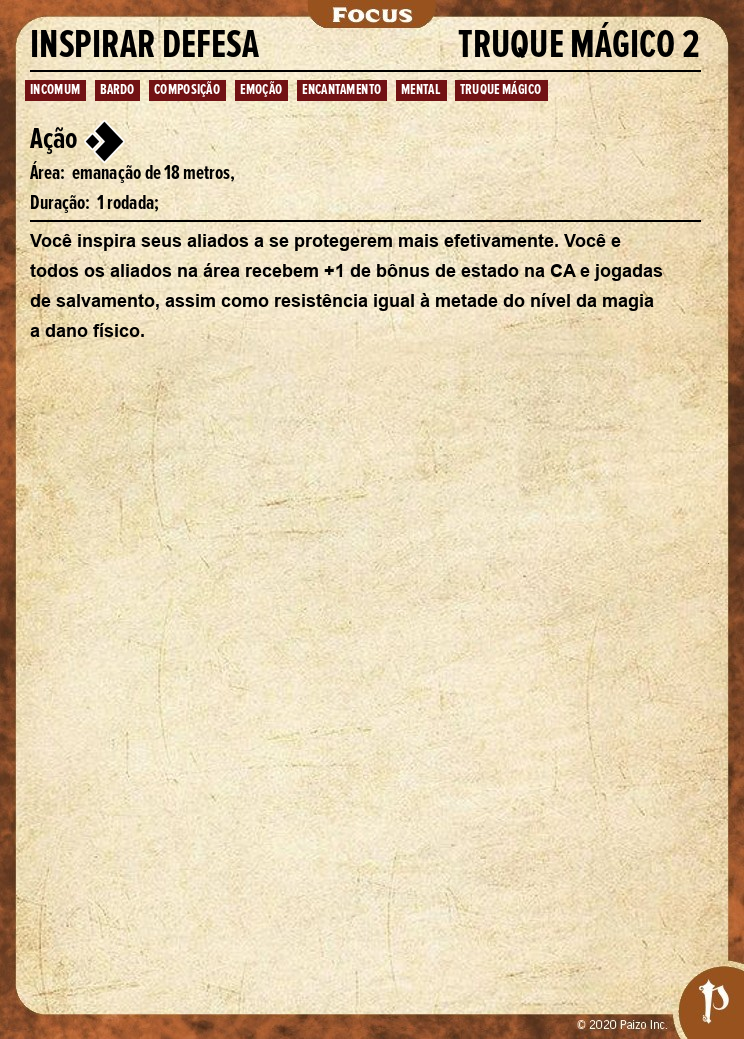 Focus
INSPIRAR DEFESA TRUQUE MÁGICO 2
INCOMUM BARDO COMPOSIÇÃO EMOÇÃO ENCANTAMENTO MENTAL TRUQUE MÁGICO
Ação
Área: emanação de 18 metros,
Duração: 1 rodada;
Você inspira seus aliados a se protegerem mais efetivamente. Você e
todos os aliados na área recebem +1 de bônus de estado na CA e jogadas
de salvamento, assim como resistência igual à metade do nível da magia
a dano físico.
© 2020 Paizo Inc.
P